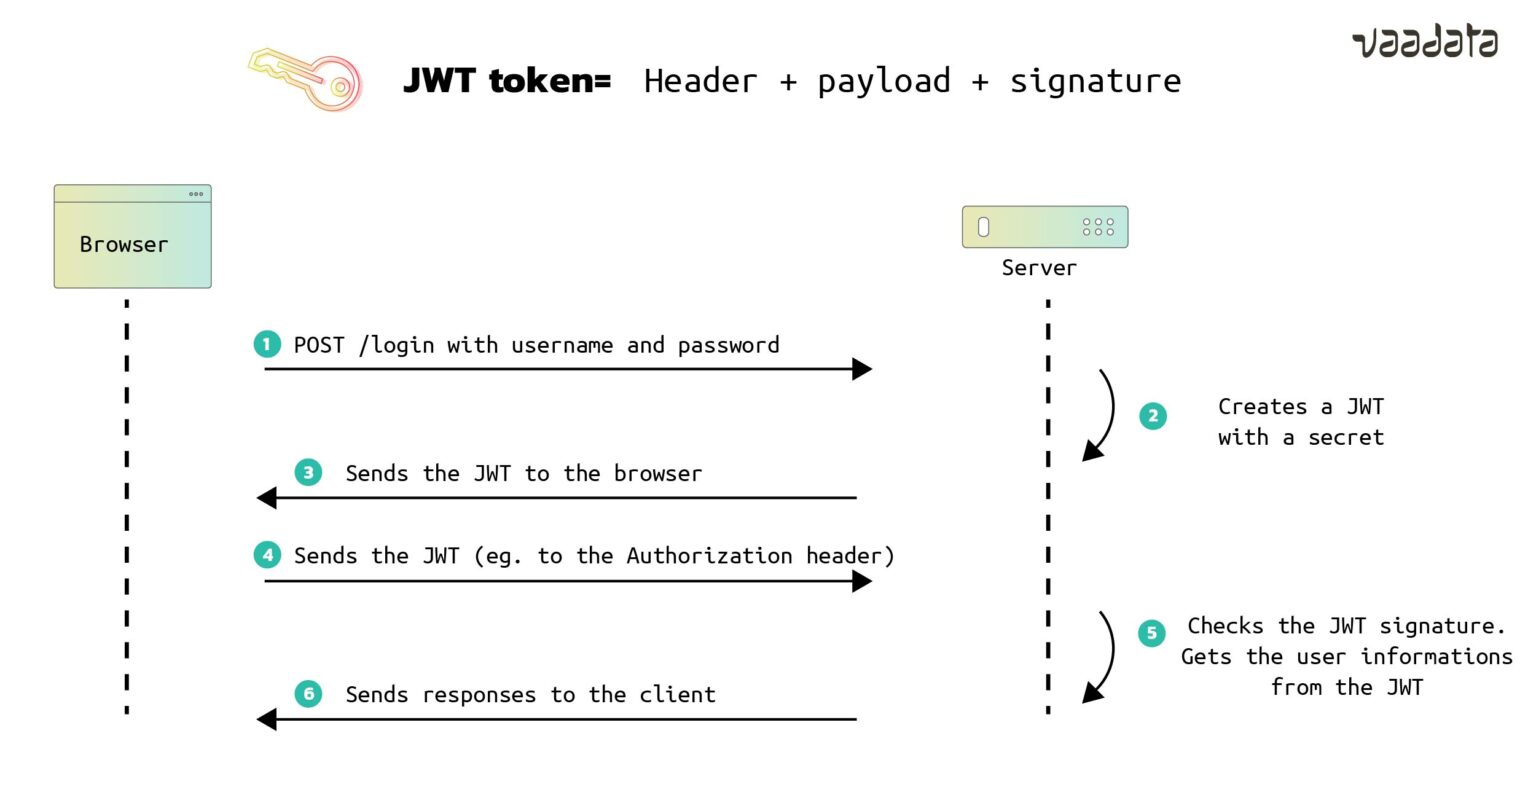 vaadata
JWT token= Header + payload + signature
Browser
Server
1 POST /login with username and password
2 Creates a JWT
with a secret
3 Sends the JWT to the browser
4 Sends the JWT (eg. to the Authorization header)
5 Checks the JWT signature.
Gets the user informations
from the JWT
6 Sends responses to the client